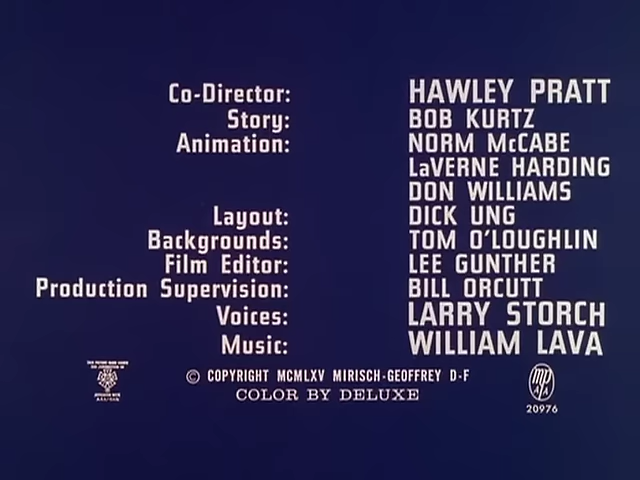 Co-Director: HAWLEY PRATT
Story: BOB KURTZ
Animation: NORM McCABE
LaVERNE HARDING
DON WILLIAMS
Layout: DICK UNG
Backgrounds: TOM O'LOUGHLIN
Film Editor: LEE GUNTHER
Production Supervision: BILL ORCUTT
Voices: LARRY STORCH
Music: WILLIAM LAVA
© COPYRIGHT MCMLXV MIRISCH-GEOFFREY D-F
COLOR BY DELUXE
20976